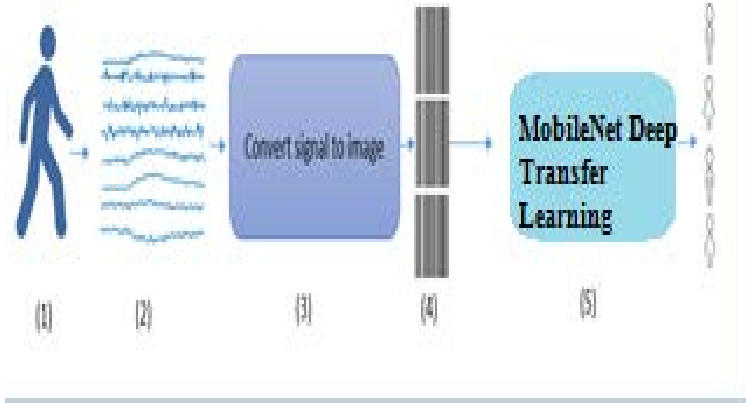 Convert signal to image
MobileNet Deep
Transfer
Learning
(1)
(2)
(3)
(4)
(5)